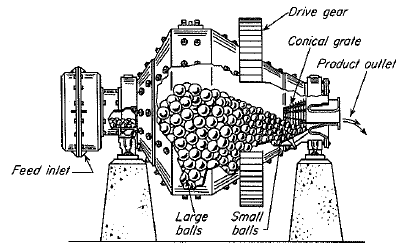 Drive gear
Conical grate
Product outlet
Feed inlet
Large
balls
Small
balls